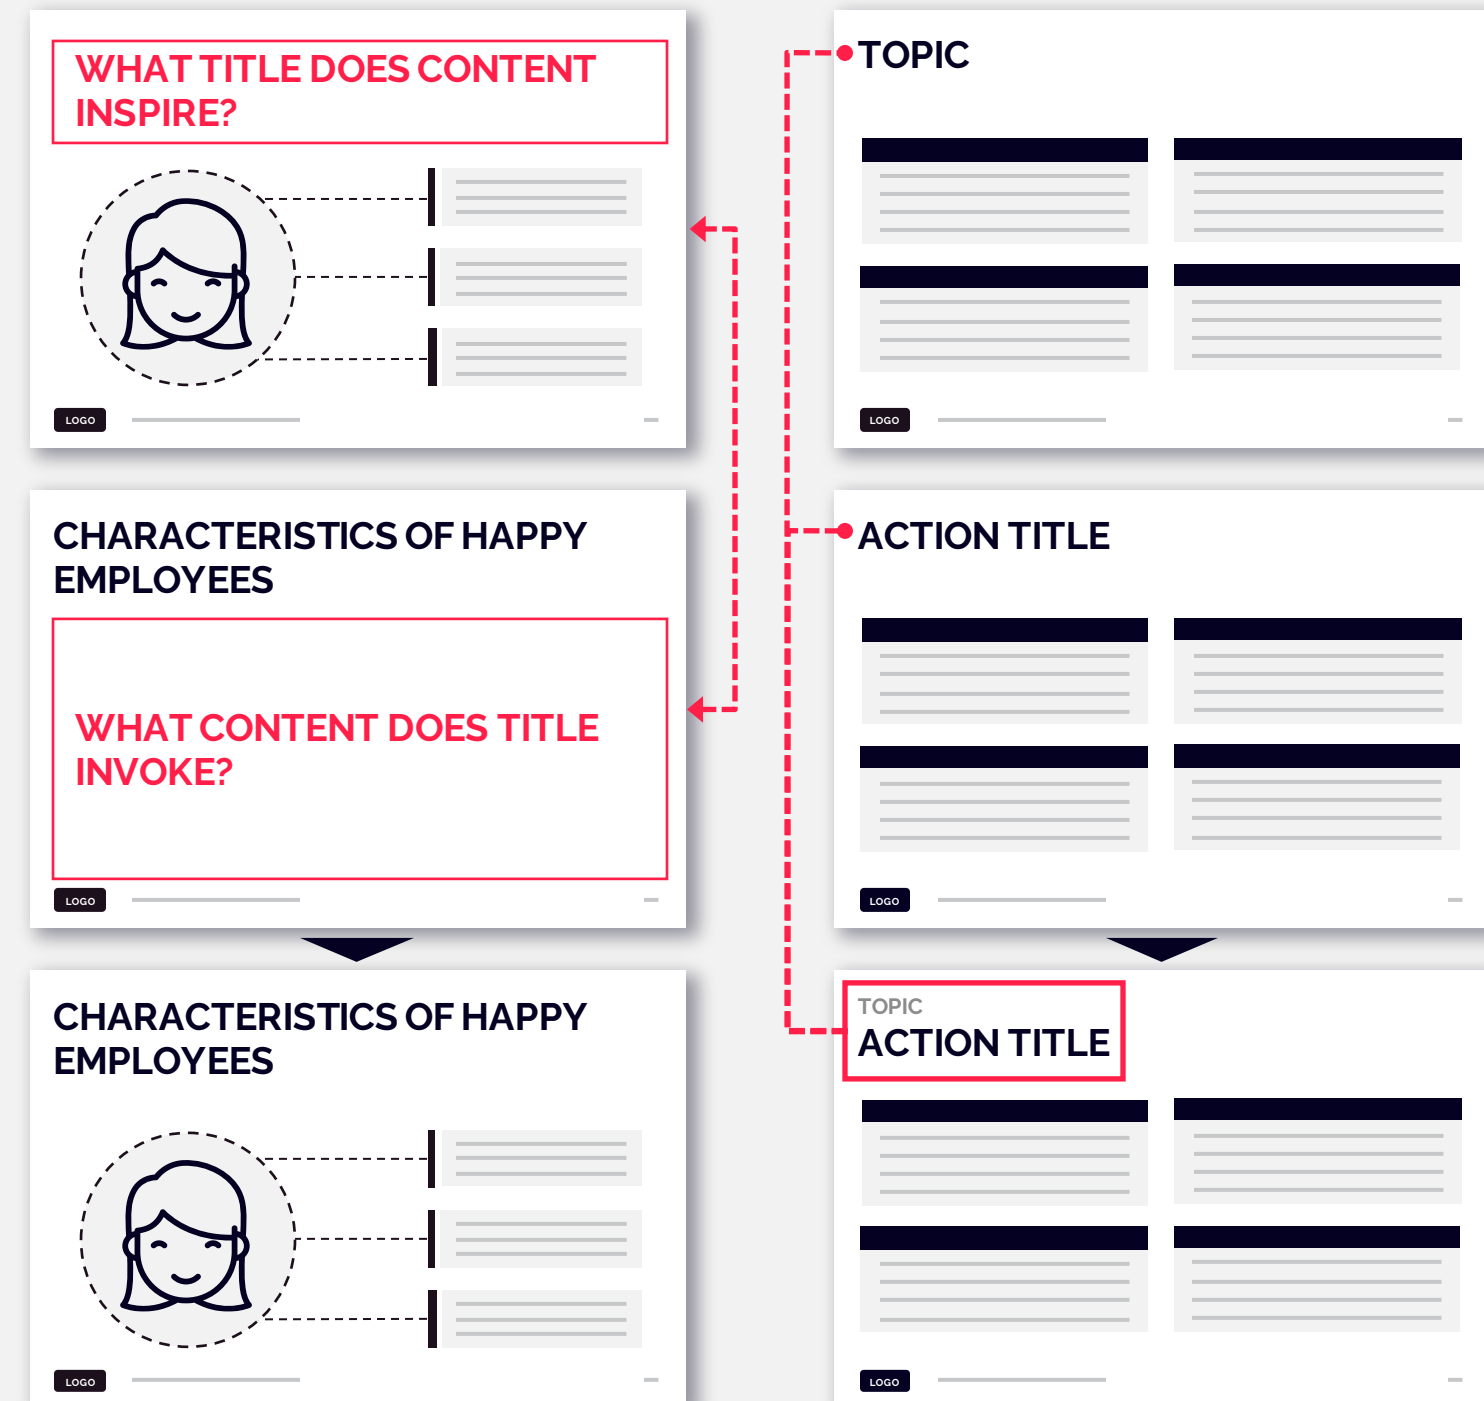 WHAT TITLE DOES CONTENT
INSPIRE?
LOGO
CHARACTERISTICS OF HAPPY
EMPLOYEES
WHAT CONTENT DOES TITLE
INVOKE?
LOGO
CHARACTERISTICS OF HAPPY
EMPLOYEES
LOGO
TOPIC
LOGO
ACTION TITLE
LOGO
TOPIC
ACTION TITLE
LOGO